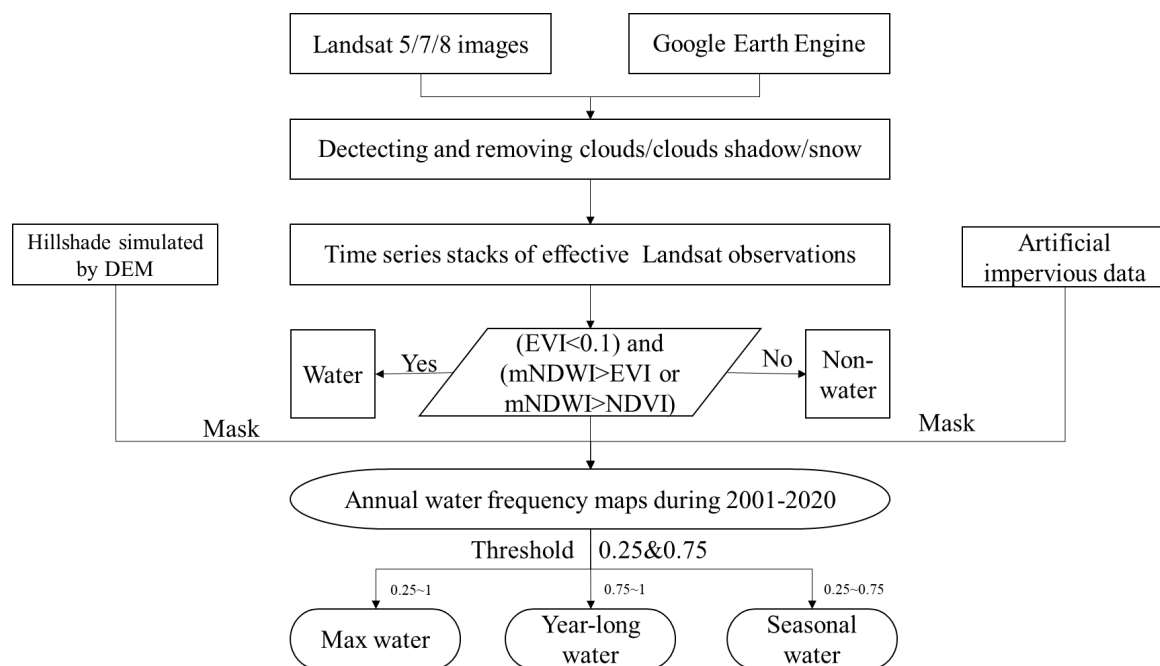 Landsat 5/7/8 images
Google Earth Engine
Dectecting and removing clouds/clouds shadow/snow
Hillshade simulated
by DEM
Time series stacks of effective Landsat observations
Artificial
impervious data
Water
Yes
(EVI<0.1) and
(mNDWI>EVI or
mNDWI>NDVI)
No
Non-
water
Mask
Mask
Annual water frequency maps during 2001-2020
Threshold 0.25&0.75
0.25~1
0.75~1
0.25~0.75
Max water
Year-long
water
Seasonal
water